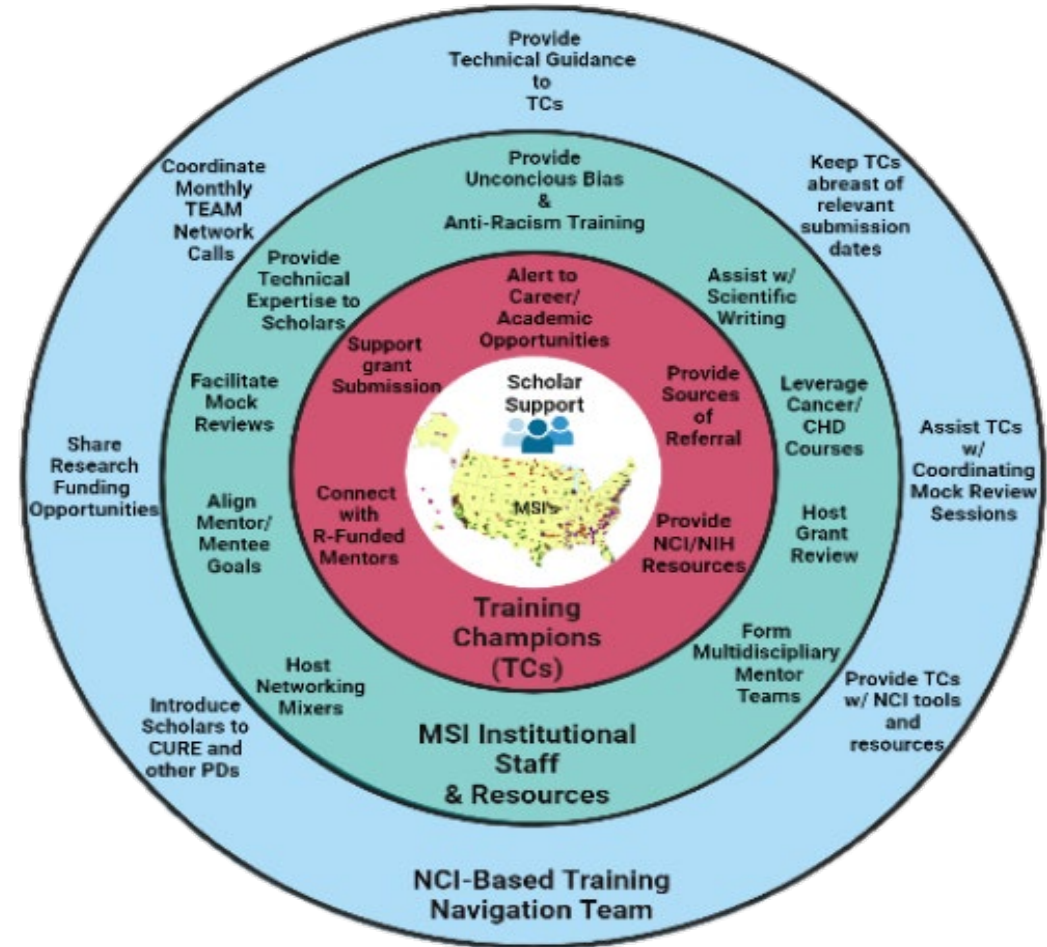 Provide
Technical Guidance
to
TCs
Coordinate
Monthly
TEAM
Network
Calls
Keep TCs
abreast of
relevant
submission
dates
Share
Research
Funding
Opportunities
Assist TCs
w/
Coordinating
Mock Review
Sessions
Introduce
Scholars to
CURE and
other PDs
Provide TCs
w/ NCI tools
and
resources
NCI-Based Training
Navigation Team
Provide
Unconcious Bias
&
Anti-Racism Training
Provide
Technical
Expertise to
Scholars
Assist w/
Scientific
Writing
Facilitate
Mock
Reviews
Leverage
Cancer/
CHD
Courses
Align
Mentor/
Mentee
Goals
Host
Grant
Review
Host
Networking
Mixers
Form
Multidiscipliary
Mentor
Teams
MSI Institutional
Staff
& Resources
Alert to
Career/
Academic
Opportunities
Support
grant
Submission
Provide
Sources
of
Referral
Connect
with
R-Funded
Mentors
Provide
NCI/NIH
Resources
Training
Champions
(TCs)
Scholar
Support
MSI's